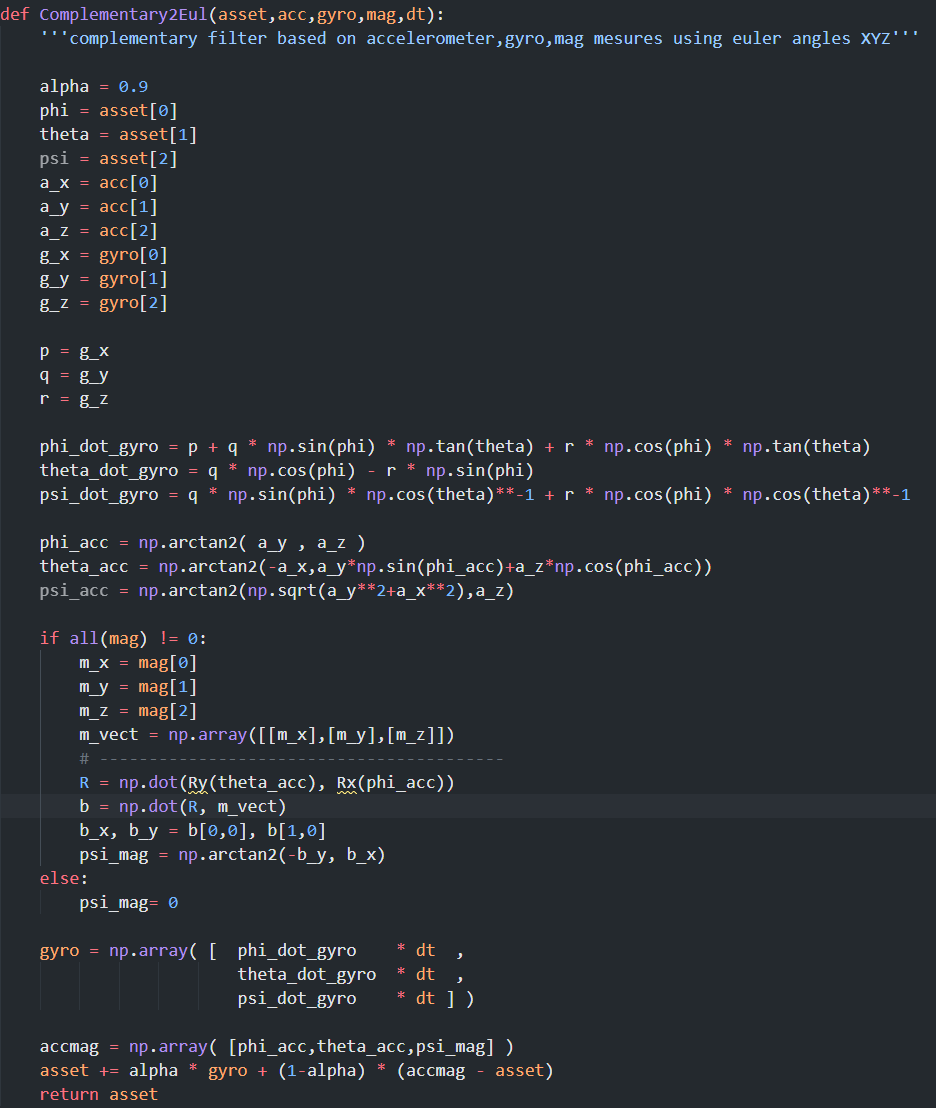 def Complementary2Eul(asset,acc,gyro,mag,dt):
    '''complementary filter based on accelerometer,gyro,mag mesures using euler angles XYZ'''

    alpha = 0.9
    phi = asset[0]
    theta = asset[1]
    psi = asset[2]
    a_x = acc[0]
    a_y = acc[1]
    a_z = acc[2]
    g_x = gyro[0]
    g_y = gyro[1]
    g_z = gyro[2]

    p = g_x
    q = g_y
    r = g_z

    phi_dot_gyro = p + q * np.sin(phi) * np.tan(theta) + r * np.cos(phi) * np.tan(theta)
    theta_dot_gyro = q * np.cos(phi) - r * np.sin(phi)
    psi_dot_gyro = q * np.sin(phi) * np.cos(theta)**-1 + r * np.cos(phi) * np.cos(theta)**-1

    phi_acc = np.arctan2( a_y , a_z )
    theta_acc = np.arctan2(-a_x,a_y*np.sin(phi_acc)+a_z*np.cos(phi_acc))
    psi_acc = np.arctan2(np.sqrt(a_y**2+a_x**2),a_z)

    if all(mag) != 0:
        m_x = mag[0]
        m_y = mag[1]
        m_z = mag[2]
        m_vect = np.array([[m_x],[m_y],[m_z]])
        # -----------------------------------------
        R = np.dot(Ry(theta_acc), Rx(phi_acc))
        b = np.dot(R, m_vect)
        b_x, b_y = b[0,0], b[1,0]
        psi_mag = np.arctan2(-b_y, b_x)
    else:
        psi_mag= 0

    gyro = np.array( [  phi_dot_gyro    * dt  ,
                        theta_dot_gyro  * dt  ,
                        psi_dot_gyro    * dt ] )

    accmag = np.array( [phi_acc,theta_acc,psi_mag] )
    asset += alpha * gyro + (1-alpha) * (accmag - asset)
    return asset